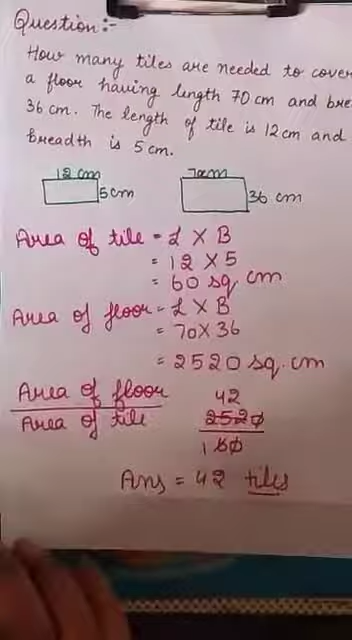 Question:-
How many tiles are needed to cover
a floor having length 70 cm and bre
36 cm. The length of tile is 12 cm and
breadth is 5 cm.
12 cm 70cm
5cm 36 cm
Area of tile = L X B
= 12 X 5
= 60 sq. cm
Area of floor = L X B
= 70 X 36
= 2520 sq. cm
Area of floor 42
Area of tile 2520
1 60
Ans = 42 tiles